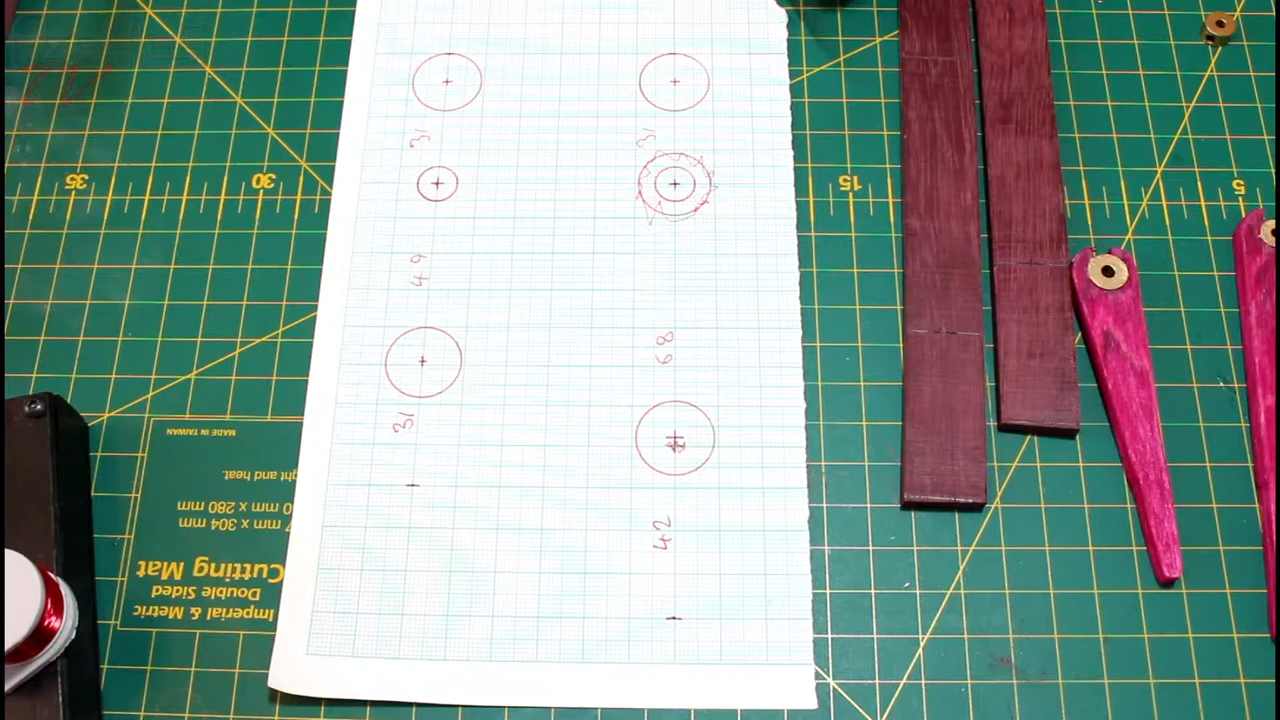 35
30
15
5
31
31
49
68
31
42
Imperial & Metric
Double Sided
Cutting Mat
7 mm x 304 mm
0 mm x 280 mm
ght and heat.
MADE IN TAIWAN